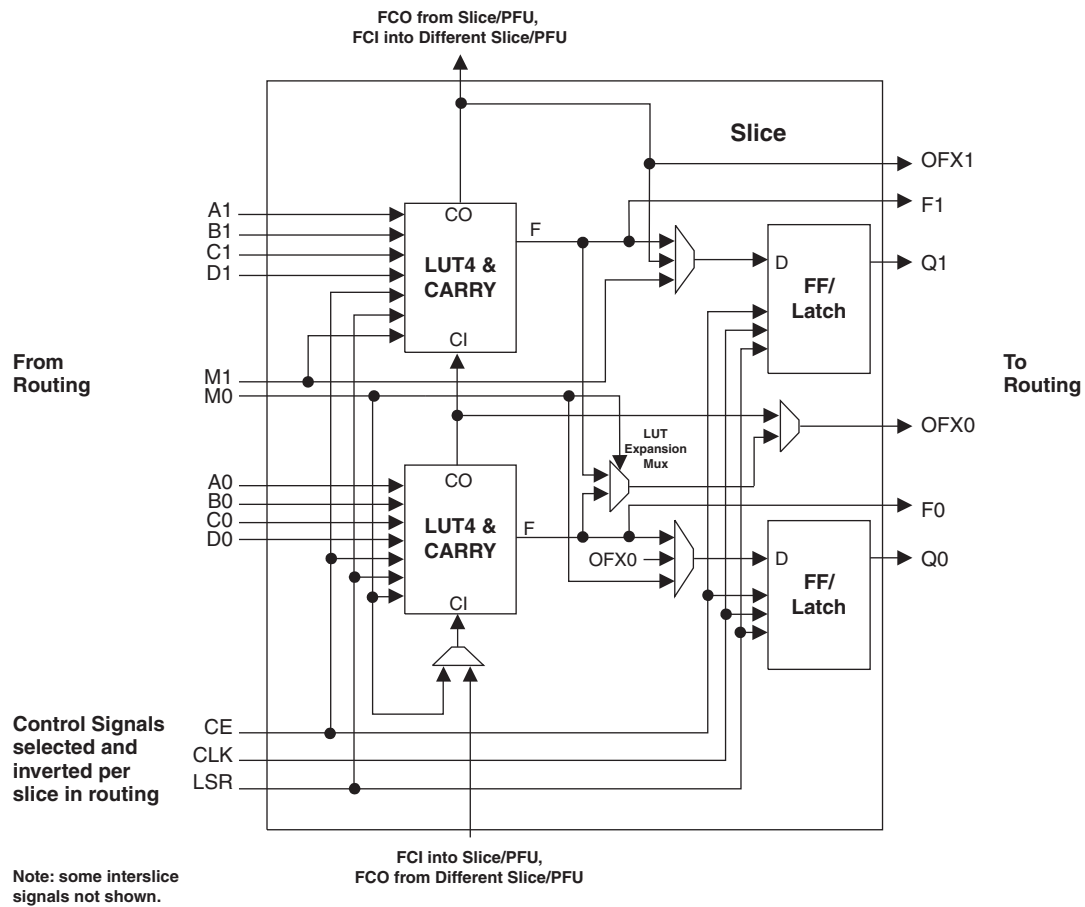 FCO from Slice/PFU,
FCI into Different Slice/PFU
Slice
OFX1
F1
A1
B1
C1
D1
CO
LUT4 &
CARRY
CI
F
D
FF/
Latch
Q1
From
Routing
To
Routing
M1
M0
LUT
Expansion
Mux
OFX0
A0
B0
C0
D0
CO
LUT4 &
CARRY
CI
F
OFX0
F0
D
FF/
Latch
Q0
Control Signals
selected and
inverted per
slice in routing
CE
CLK
LSR
FCI into Slice/PFU,
FCO from Different Slice/PFU
Note: some interslice
signals not shown.